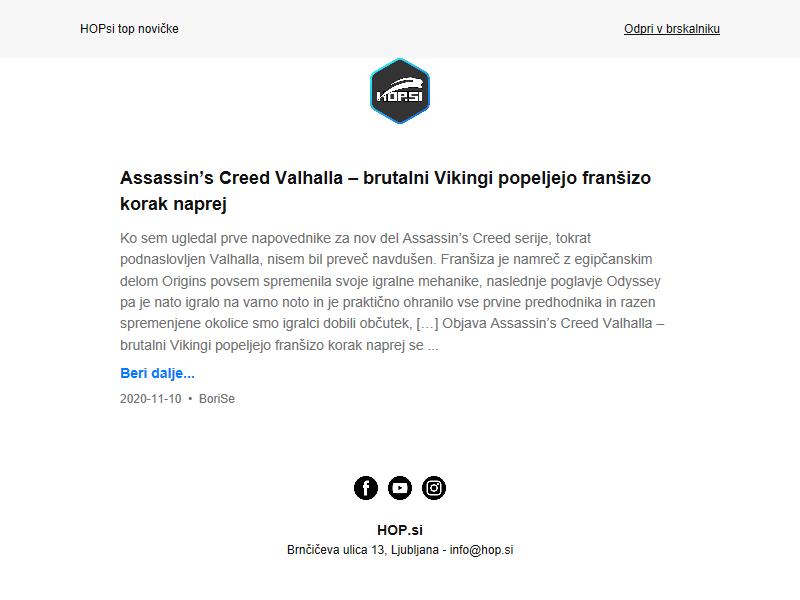 HOPsi top novičke
Odpri v brskalniku
HOP.SI
Assassin’s Creed Valhalla – brutalni Vikingi popeljejo franšizo
korak naprej
Ko sem ugledal prve napovednike za nov del Assassin’s Creed serije, tokrat
podnaslovljen Valhalla, nisem bil preveč navdušen. Franšiza je namreč z egipčanskim
delom Origins povsem spremenila svoje igralne mehanike, naslednje poglavje Odyssey
pa je nato igralo na varno noto in je praktično ohranilo vse prvine predhodnika in razen
spremenjene okolice smo igralci dobili občutek, […] Objava Assassin’s Creed Valhalla –
brutalni Vikingi popeljejo franšizo korak naprej se ...
Beri dalje...
2020-11-10 • BoriSe
HOP.si
Brnčičeva ulica 13, Ljubljana - info@hop.si